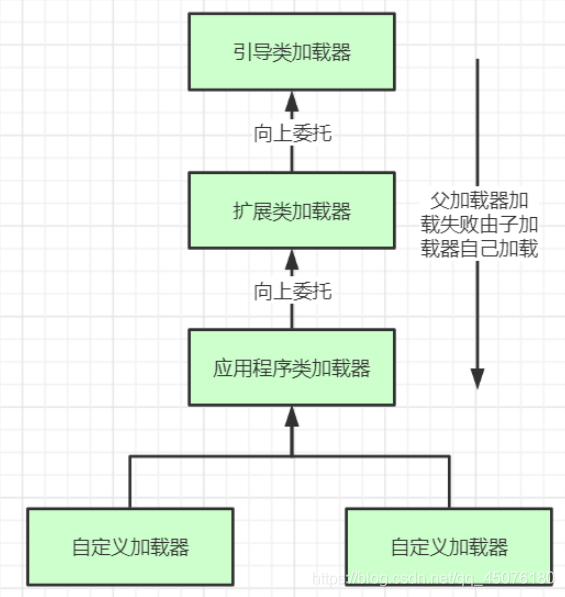 引导类加载器
向上委托
扩展类加载器
向上委托
父加载器加
载失败由子加
载器自己加载
应用程序类加载器
自定义加载器
自定义加载器
https://blog.csdn.net/qq_45076180